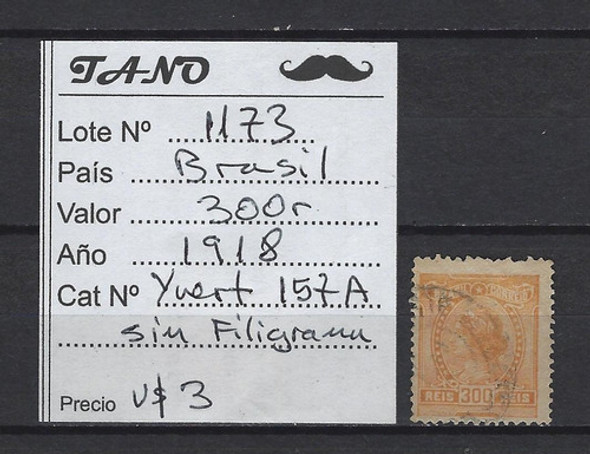 TANO
Lote Nº 1173
País Brasil
Valor 300r
Año 1918
Cat Nº Yvert 157A
sin Filigrana
Precio U$ 3
CORREIO
REIS 300 REIS